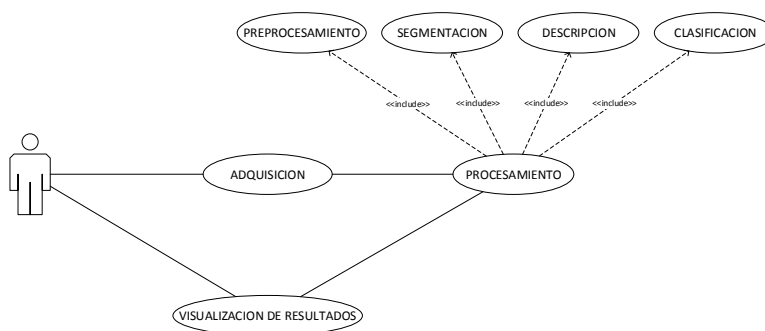 PREPROCESAMIENTO
SEGMENTACION
DESCRIPCION
CLASIFICACION
<<include>>
<<include>>
<<include>>
<<include>>
ADQUISICION
PROCESAMIENTO
VISUALIZACION DE RESULTADOS